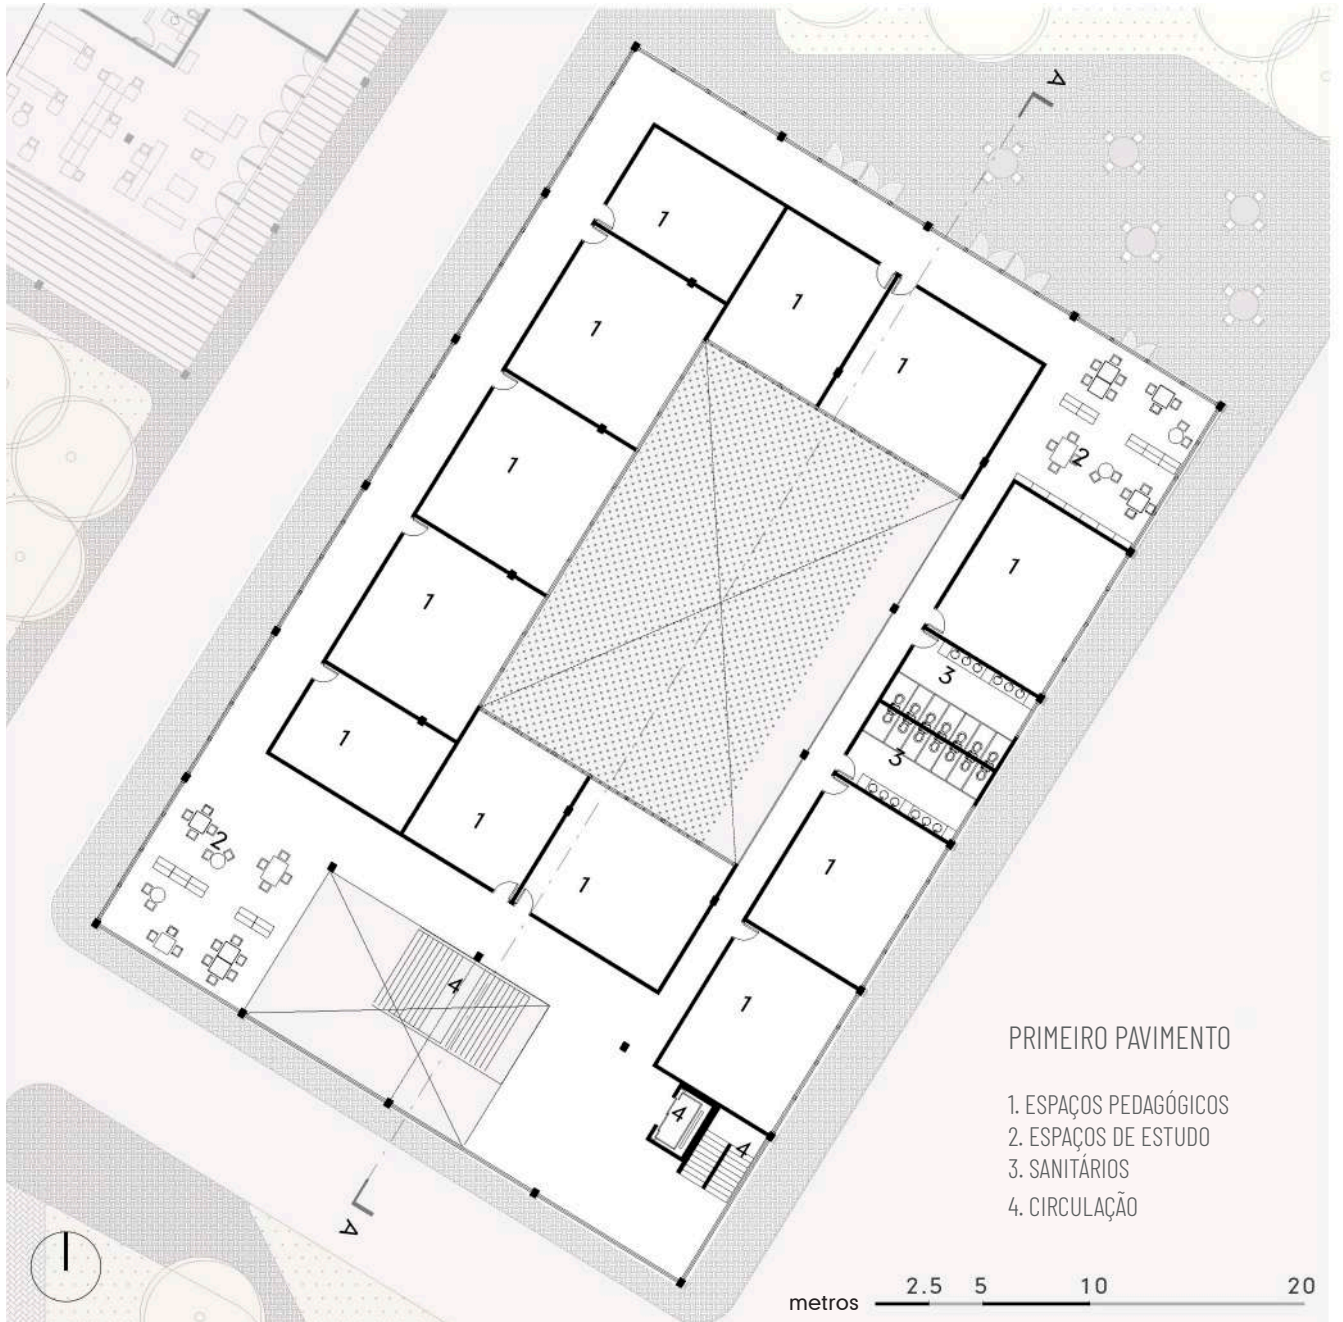 A
1
1
1
1
1
2
1
1
1
3
1
3
1
1
2
1
1
4
1
4
4
A
PRIMEIRO PAVIMENTO
1. ESPAÇOS PEDAGÓGICOS
2. ESPAÇOS DE ESTUDO
3. SANITÁRIOS
4. CIRCULAÇÃO
2.5 5 10 20
metros